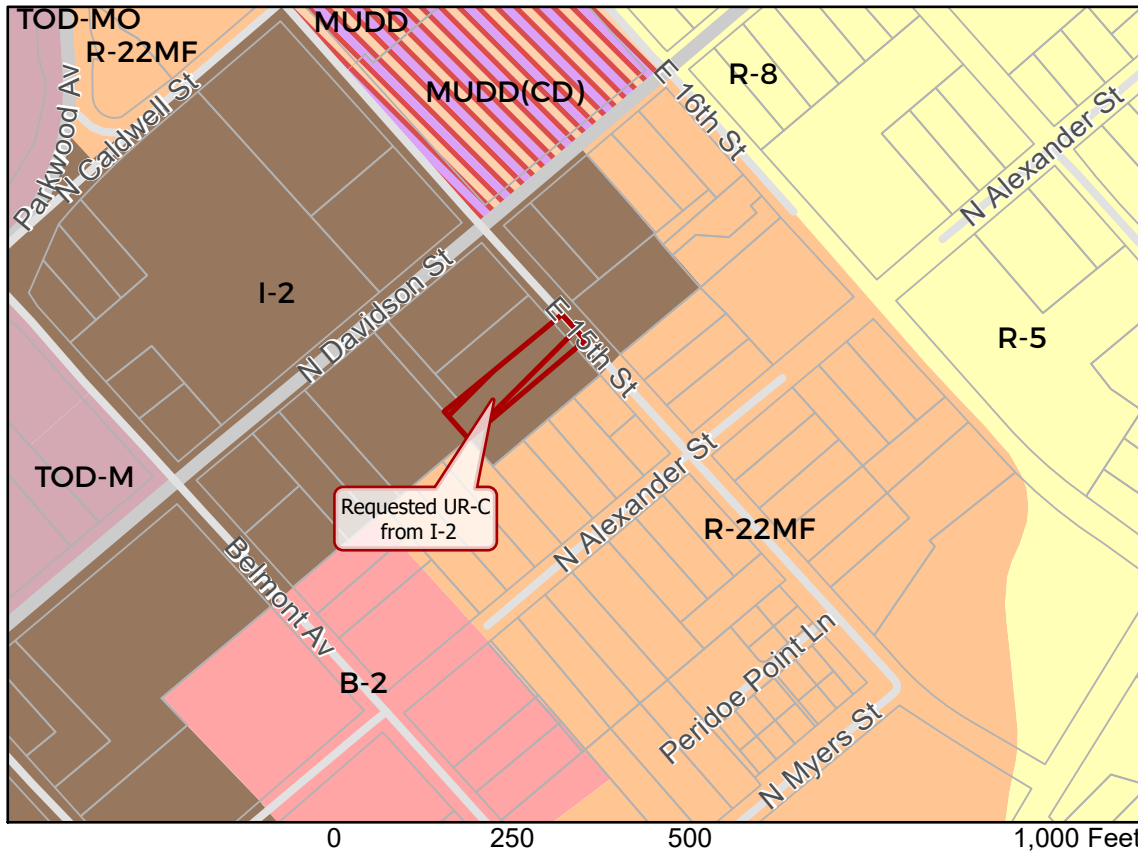 TOD-MO
MUDD
R-22MF
R-8
E 16th St
MUDD(CD)
N Alexander St
Parkwood Av
N Caldwell St
I-2
N Davidson St
E 15th St
R-5
TOD-M
Requested UR-C
from I-2
N Alexander St
R-22MF
Belmont Av
B-2
Peridoe Point Ln
N Myers St
0 250 500 1,000 Feet